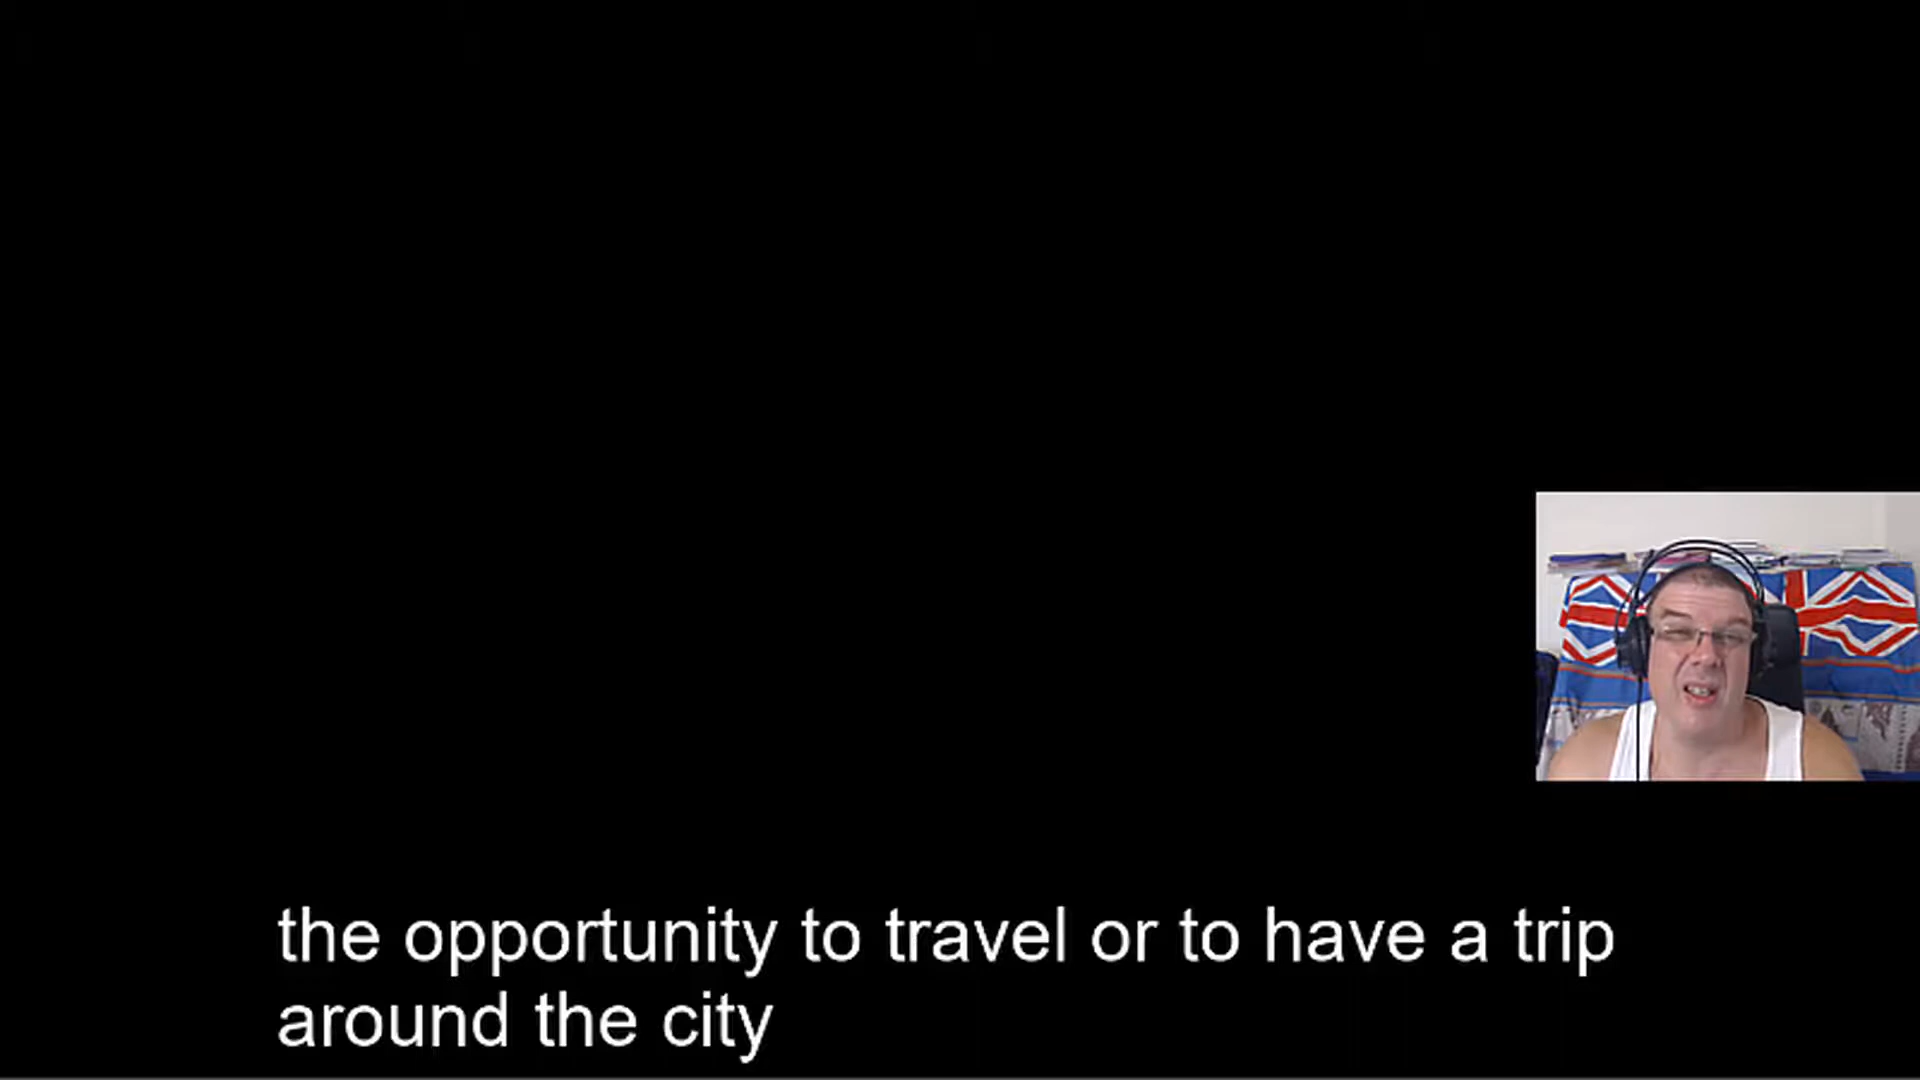 the opportunity to travel or to have a trip
around the city